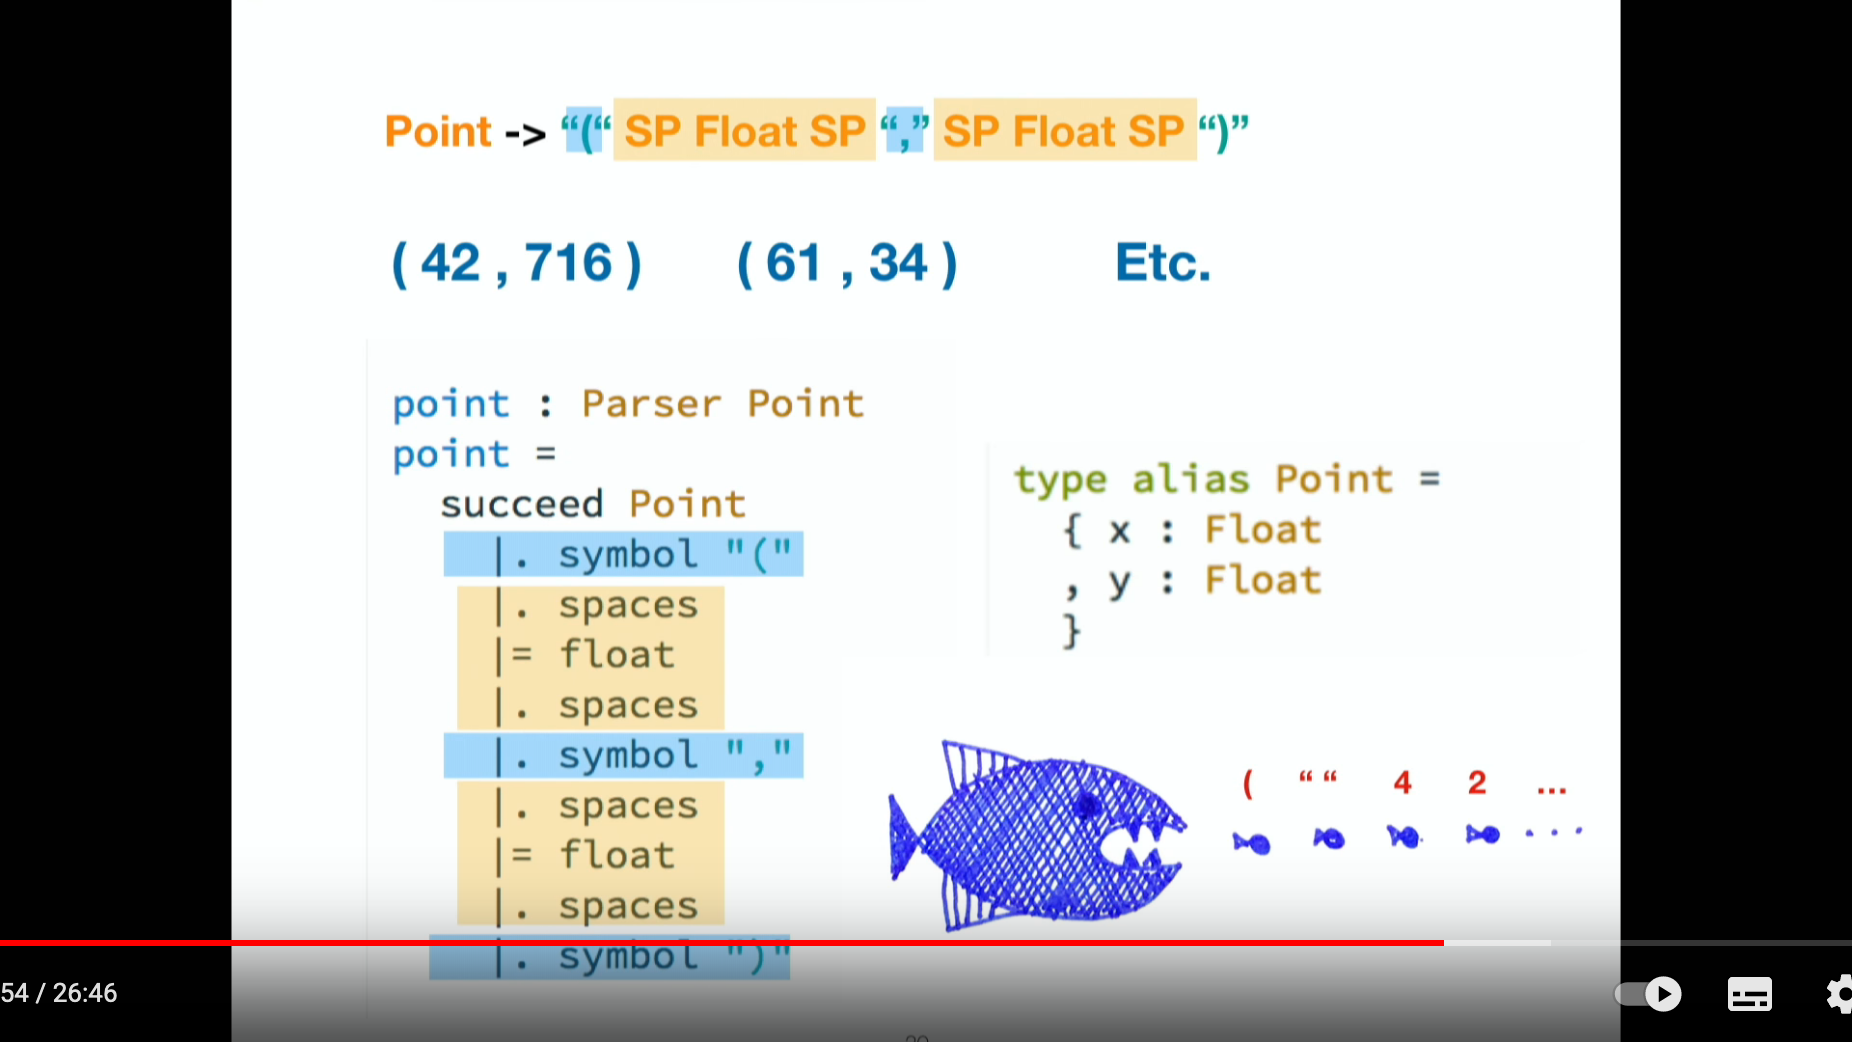 Point -> “(“ SP Float SP “,” SP Float SP “)”
( 42 , 716 ) ( 61 , 34 ) Etc.
point : Parser Point
point =
succeed Point
|. symbol "("
|. spaces
|= float
|. spaces
|. symbol ","
|. spaces
|= float
|. spaces
|. symbol ")"
type alias Point =
{ x : Float
, y : Float
}
( “ “ 4 2 ...
54 / 26:46